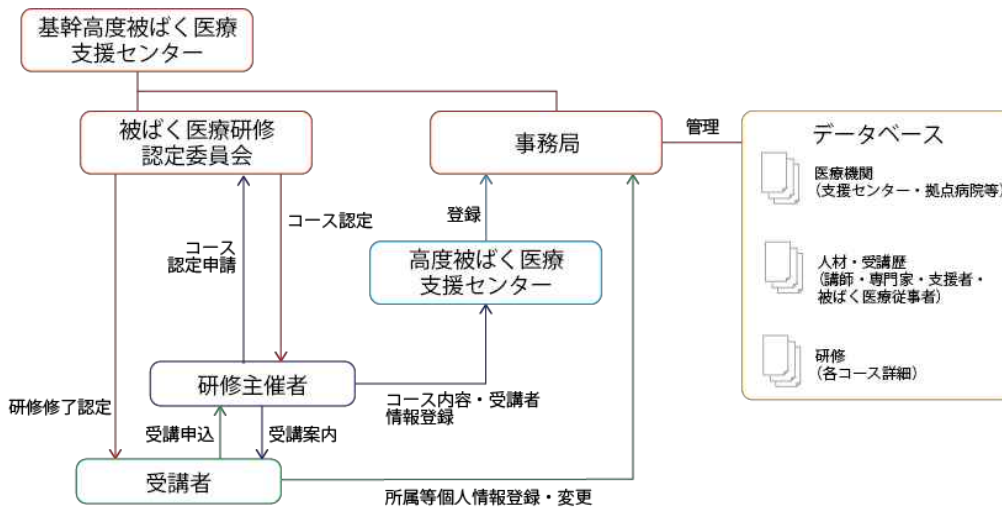 基幹高度被ばく医療
支援センター
被ばく医療研修
認定委員会
事務局
管理
データベース
医療機関
(支援センター・拠点病院等)
人材・受講歴
(講師・専門家・支援者・
被ばく医療従事者)
研修
(各コース詳細)
コース認定
コース
認定申請
登録
高度被ばく医療
支援センター
研修主催者
コース内容・受講者
情報登録
研修修了認定
受講申込
受講案内
受講者
所属等個人情報登録・変更